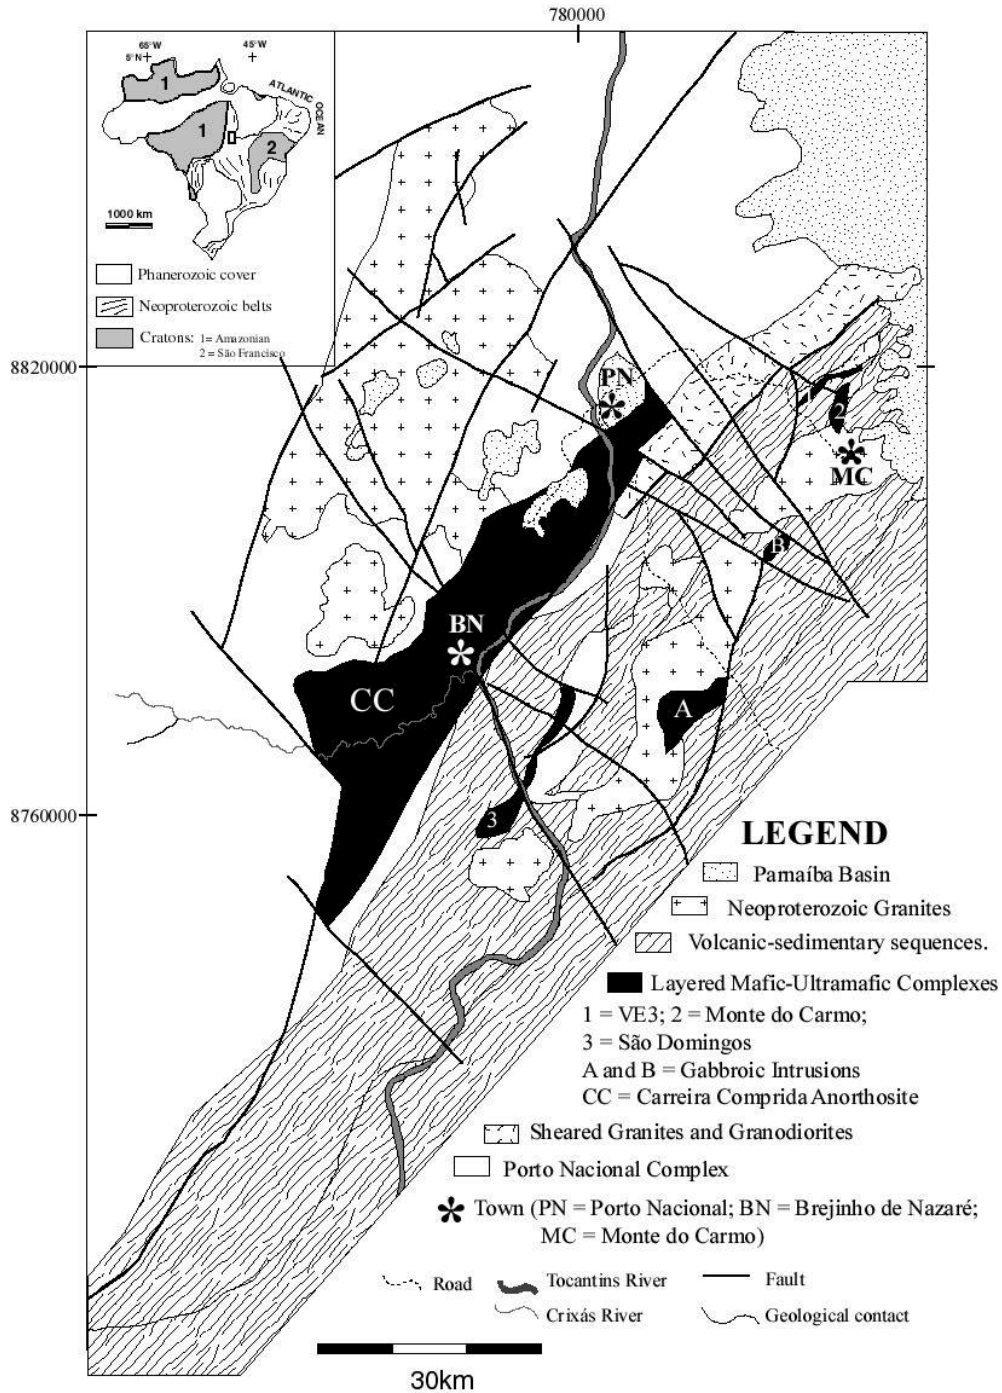 780000
65°W
45°W
5°N
1
ATLANTIC OCEAN
1
2
1000 km
Phanerozoic cover
Neoproterozoic belts
Cratons: 1= Amazonian
2 = São Francisco
8820000
PN
1
2
MC
B
BN
CC
A
3
8760000
LEGEND
Parnaíba Basin
Neoproterozoic Granites
Volcanic-sedimentary sequences.
Layered Mafic-Ultramafic Complexes
1 = VE3; 2 = Monte do Carmo;
3 = São Domingos
A and B = Gabbroic Intrusions
CC = Carreira Comprida Anorthosite
Sheared Granites and Granodiorites
Porto Nacional Complex
Town (PN = Porto Nacional; BN = Brejinho de Nazaré;
MC = Monte do Carmo)
Road
Tocantins River
Fault
Crixás River
Geological contact
30km